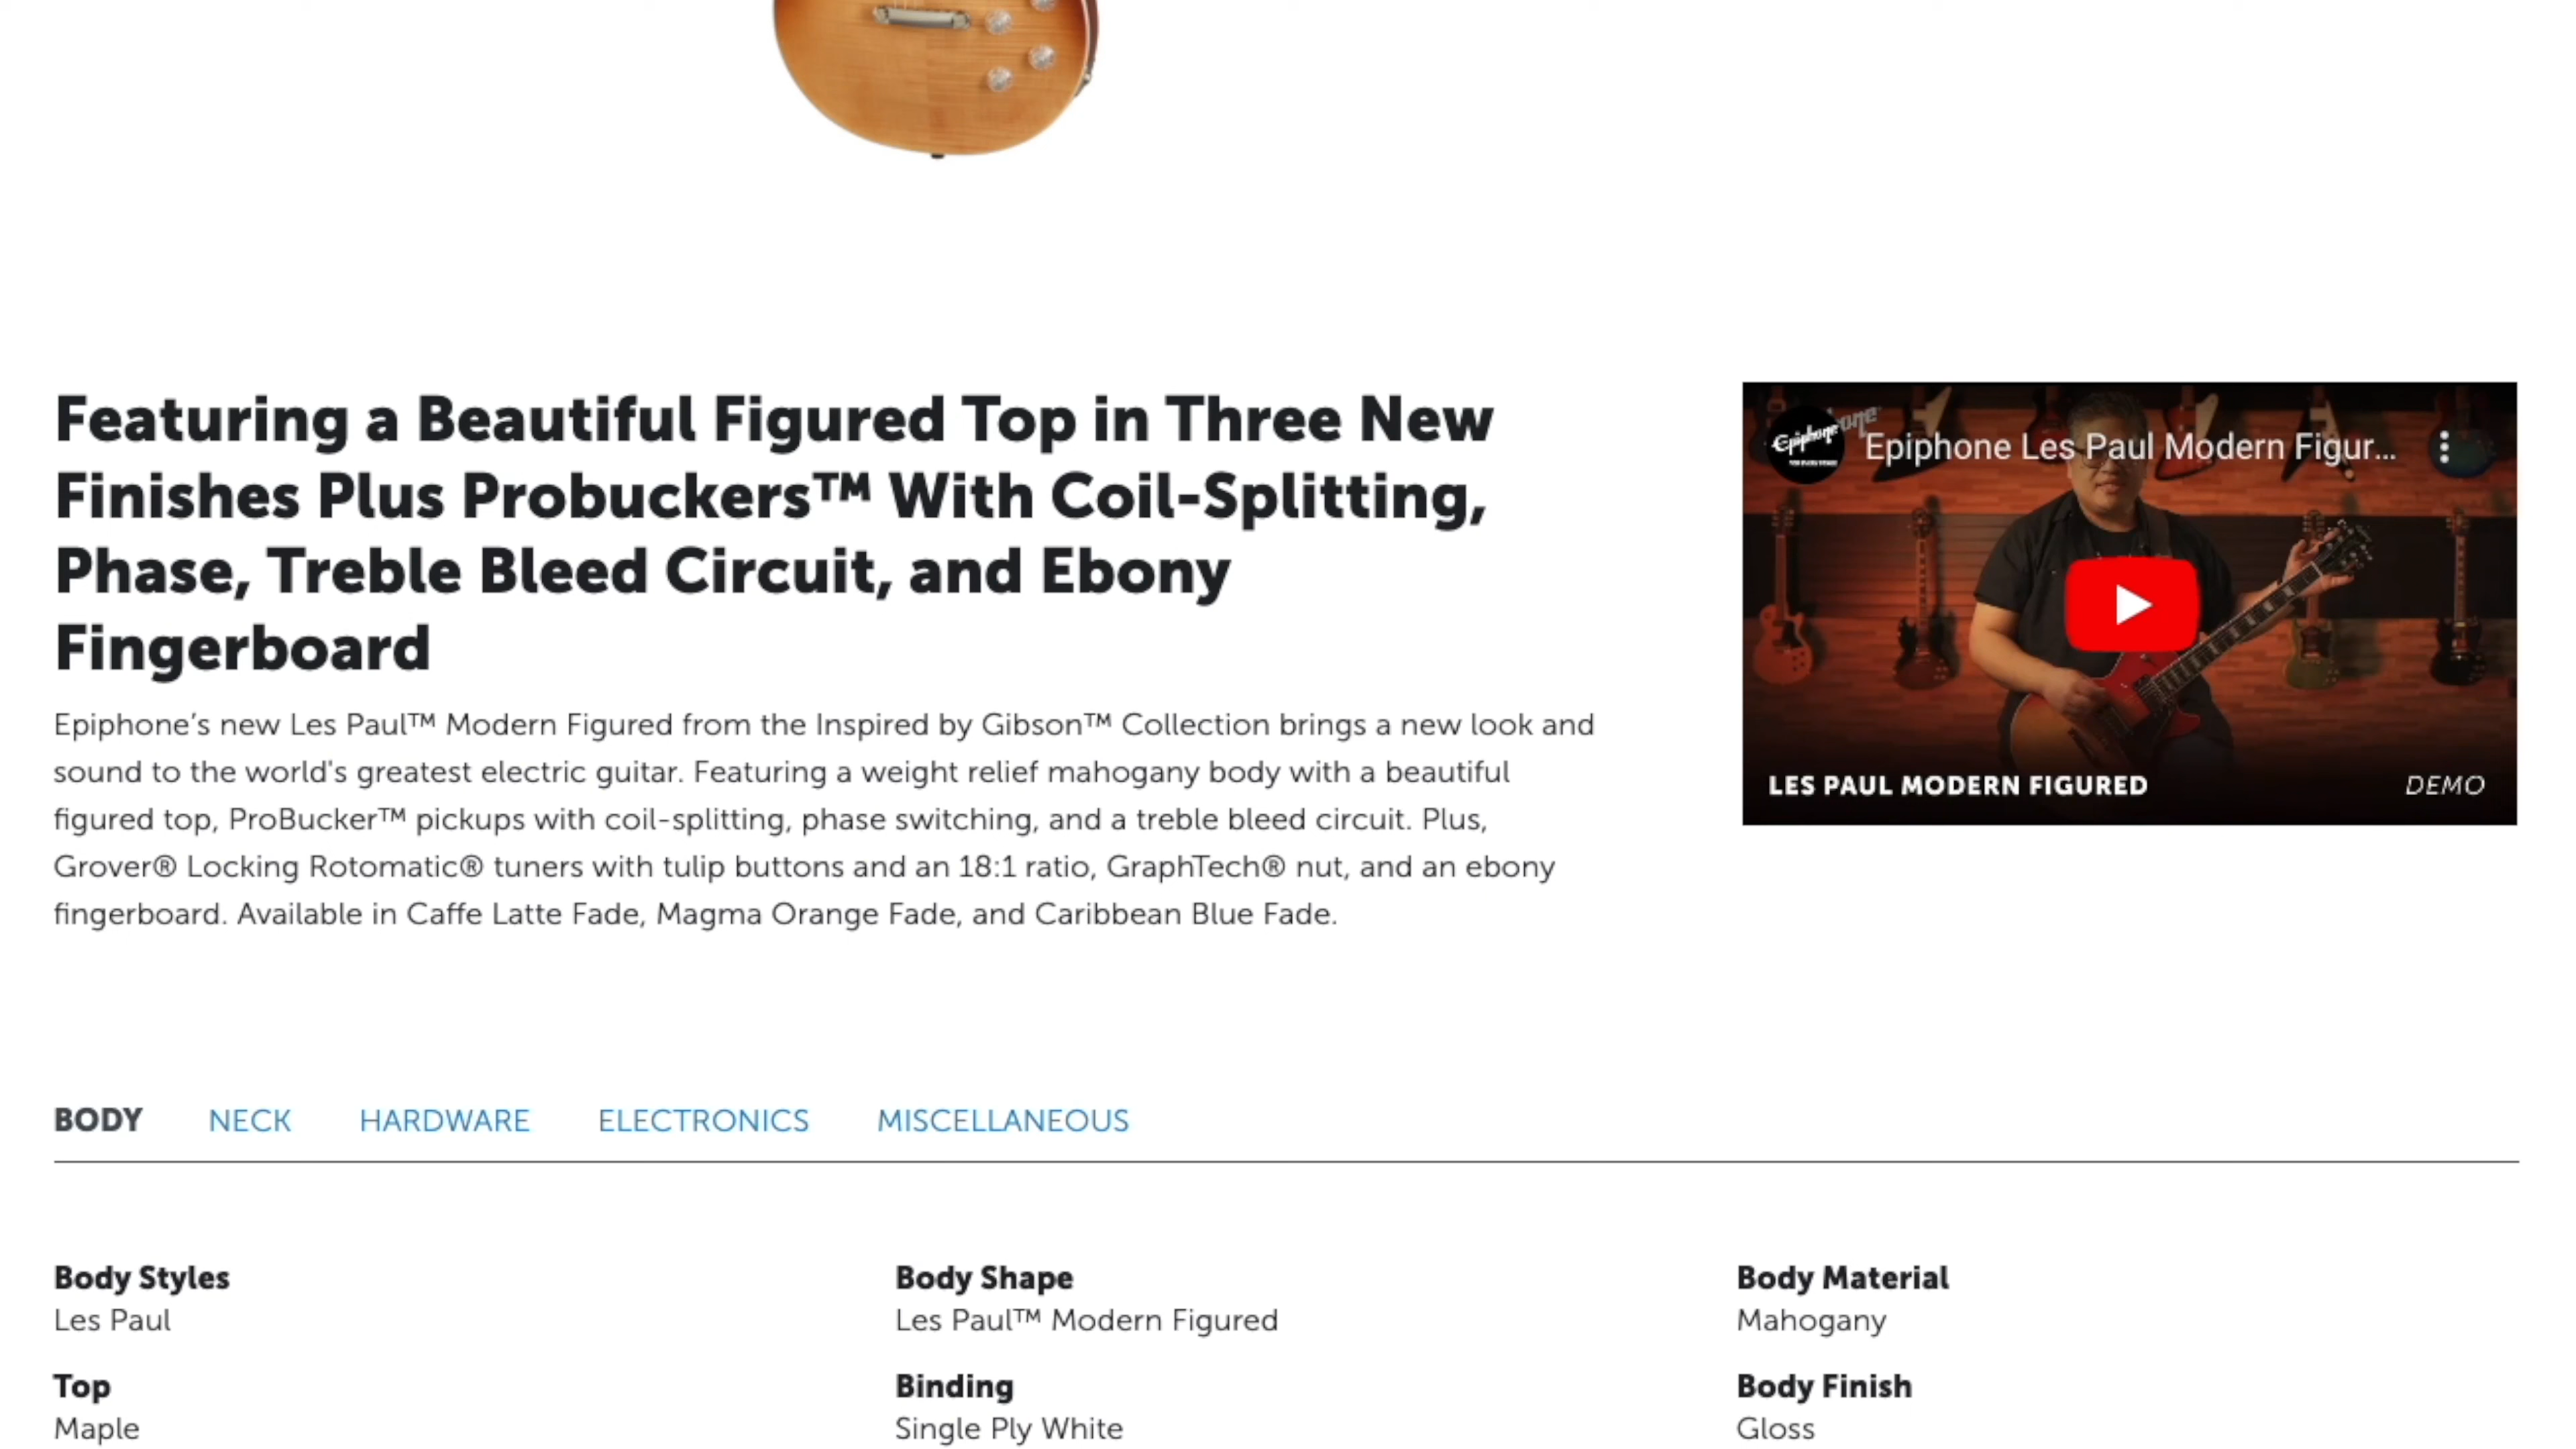 Featuring a Beautiful Figured Top in Three New
Finishes Plus Probuckers™ With Coil-Splitting,
Phase, Treble Bleed Circuit, and Ebony
Fingerboard
Epiphone’s new Les Paul™ Modern Figured from the Inspired by Gibson™ Collection brings a new look and
sound to the world's greatest electric guitar. Featuring a weight relief mahogany body with a beautiful
figured top, ProBucker™ pickups with coil-splitting, phase switching, and a treble bleed circuit. Plus,
Grover® Locking Rotomatic® tuners with tulip buttons and an 18:1 ratio, GraphTech® nut, and an ebony
fingerboard. Available in Caffe Latte Fade, Magma Orange Fade, and Caribbean Blue Fade.
Epiphone
Epiphone Les Paul Modern Figur...
LES PAUL MODERN FIGURED
DEMO
BODY NECK HARDWARE ELECTRONICS MISCELLANEOUS
Body Styles
Les Paul
Body Shape
Les Paul™ Modern Figured
Body Material
Mahogany
Top
Maple
Binding
Single Ply White
Body Finish
Gloss